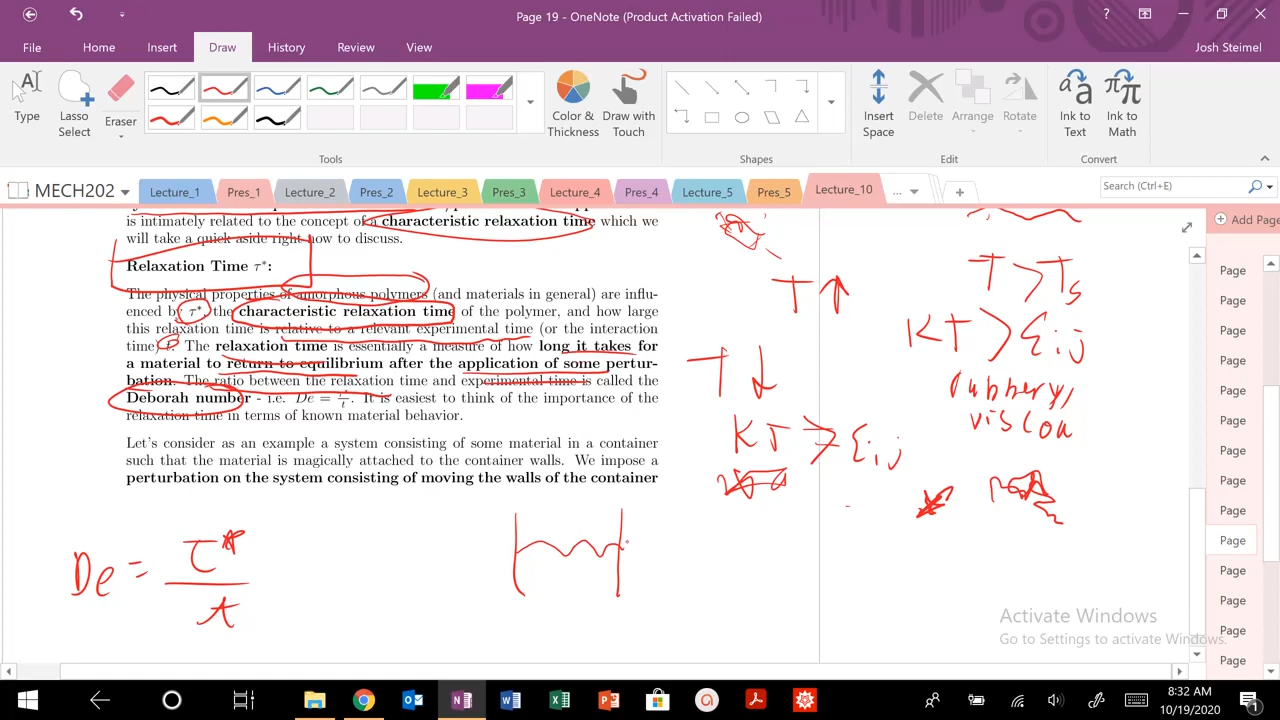 Page 19 - OneNote (Product Activation Failed)
File Home Insert Draw History Review View Josh Steimel
Type Lasso Select Eraser Color & Thickness Draw with Touch Insert Space Delete Arrange Rotate Ink to Text Ink to Math
Tools Shapes Edit Convert
MECH202 Lecture_1 Pres_1 Lecture_2 Pres_2 Lecture_3 Pres_3 Lecture_4 Pres_4 Lecture_5 Pres_5 Lecture_10 ... Search (Ctrl+E)
Add Page
is intimately related to the concept of a characteristic relaxation time which we
will take a quick aside right now to discuss.
Relaxation Time τ*:
The physical properties of amorphous polymers (and materials in general) are influ-
enced by τ*, the characteristic relaxation time of the polymer, and how large
this relaxation time is relative to a relevant experimental time (or the interaction
time) t. The relaxation time is essentially a measure of how long it takes for
a material to return to equilibrium after the application of some pertur-
bation. The ratio between the relaxation time and experimental time is called the
Deborah number - i.e. De = τ*/t. It is easiest to think of the importance of the
relaxation time in terms of known material behavior.
Let's consider as an example a system consisting of some material in a container
such that the material is magically attached to the container walls. We impose a
perturbation on the system consisting of moving the walls of the container
De = τ*/t
T↑
T↓
KT > εij
T > Ts
KT > εij
rubbery,
viscou
Page
Page
Page
Page
Page
Page
Page
Page
Page
Page
Page
Page
Page
Page
Activate Windows
Go to Settings to activate Windows.
8:32 AM
10/19/2020